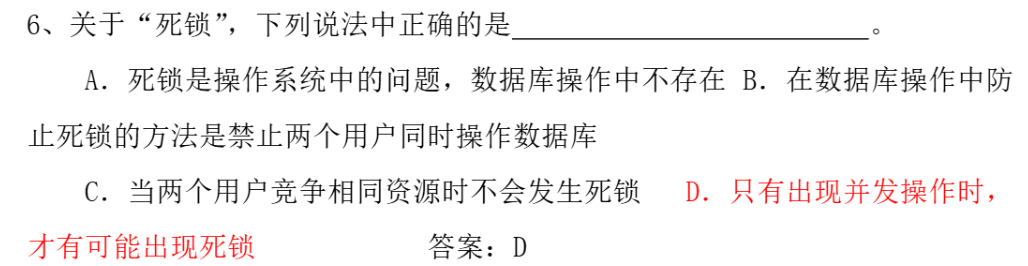 6、关于“死锁”，下列说法中正确的是________________________。
A．死锁是操作系统中的问题，数据库操作中不存在 B．在数据库操作中防
止死锁的方法是禁止两个用户同时操作数据库
C．当两个用户竞争相同资源时不会发生死锁 D．只有出现并发操作时，
才有可能出现死锁 答案：D